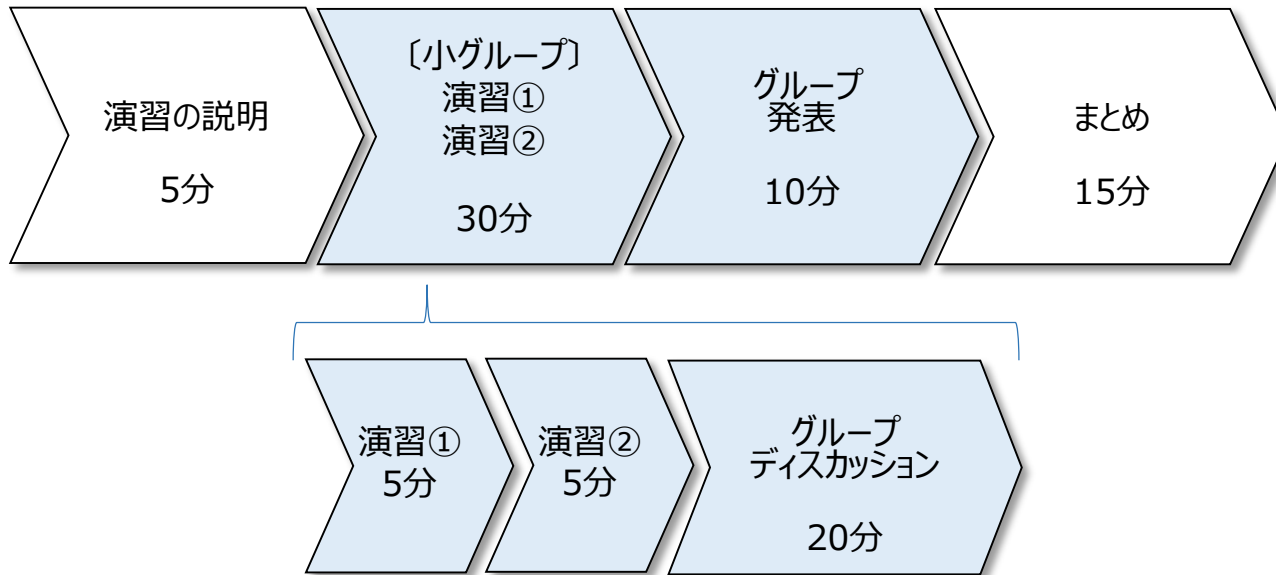 演習の説明
5分
〔小グループ〕
演習①
演習②
30分
グループ
発表
10分
まとめ
15分
演習①
5分
演習②
5分
グループ
ディスカッション
20分